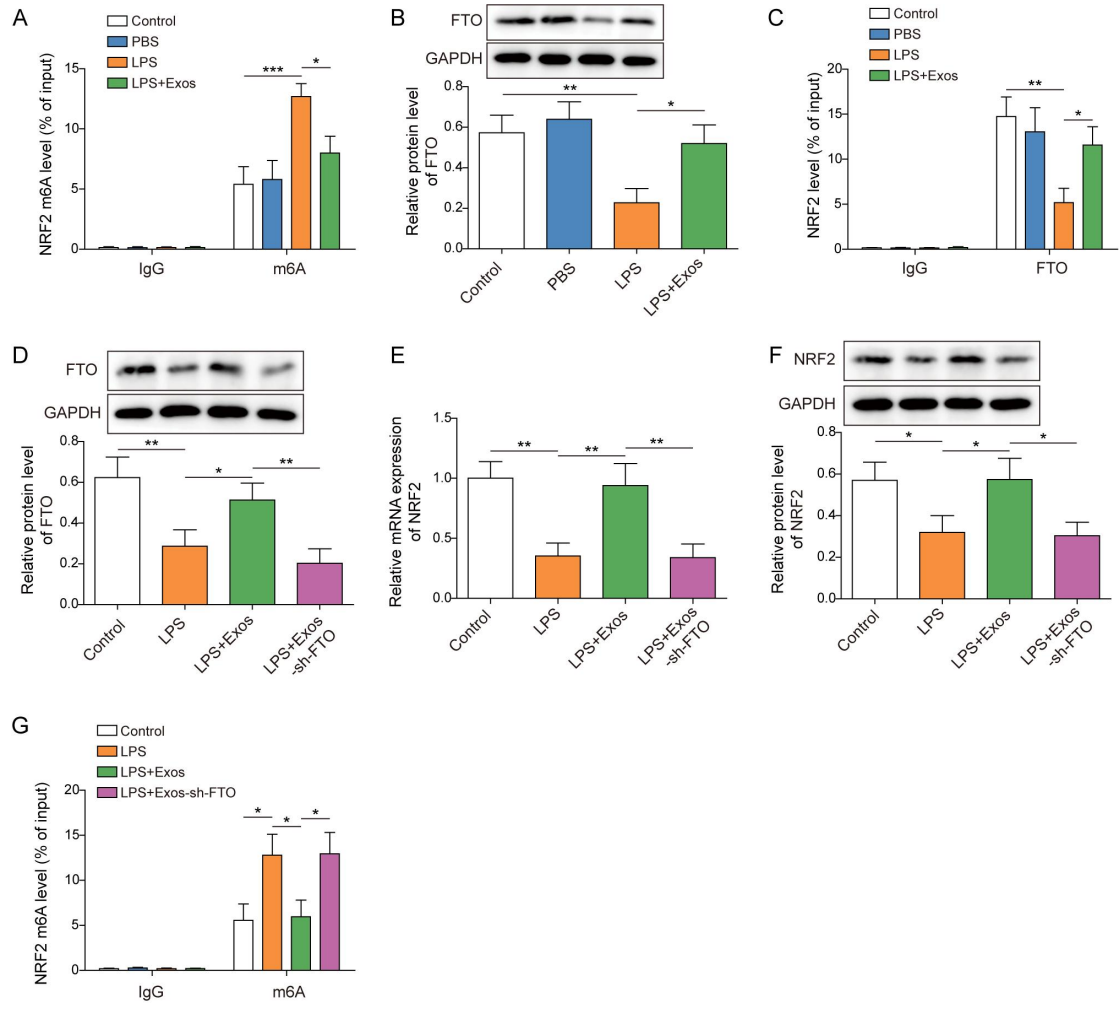 A
Control
PBS
LPS
LPS+Exos
NRF2 m6A level (% of input)
15
10
5
0
***
*
IgG
m6A
B
FTO
GAPDH
Relative protein level
of FTO
0.8
0.6
0.4
0.2
0.0
**
*
Control
PBS
LPS
LPS+Exos
C
Control
PBS
LPS
LPS+Exos
NRF2 level (% of input)
20
15
10
5
0
**
*
IgG
FTO
D
FTO
GAPDH
Relative protein level
of FTO
0.8
0.6
0.4
0.2
0.0
**
*
**
Control
LPS
LPS+Exos
LPS+Exos
-sh-FTO
E
Relative mRNA expression
of NRF2
1.5
1.0
0.5
0.0
**
**
**
Control
LPS
LPS+Exos
LPS+Exos
-sh-FTO
F
NRF2
GAPDH
Relative protein level
of NRF2
0.8
0.6
0.4
0.2
0.0
*
*
*
Control
LPS
LPS+Exos
LPS+Exos
-sh-FTO
G
Control
LPS
LPS+Exos
LPS+Exos-sh-FTO
NRF2 m6A level (% of input)
20
15
10
5
0
*
*
*
IgG
m6A